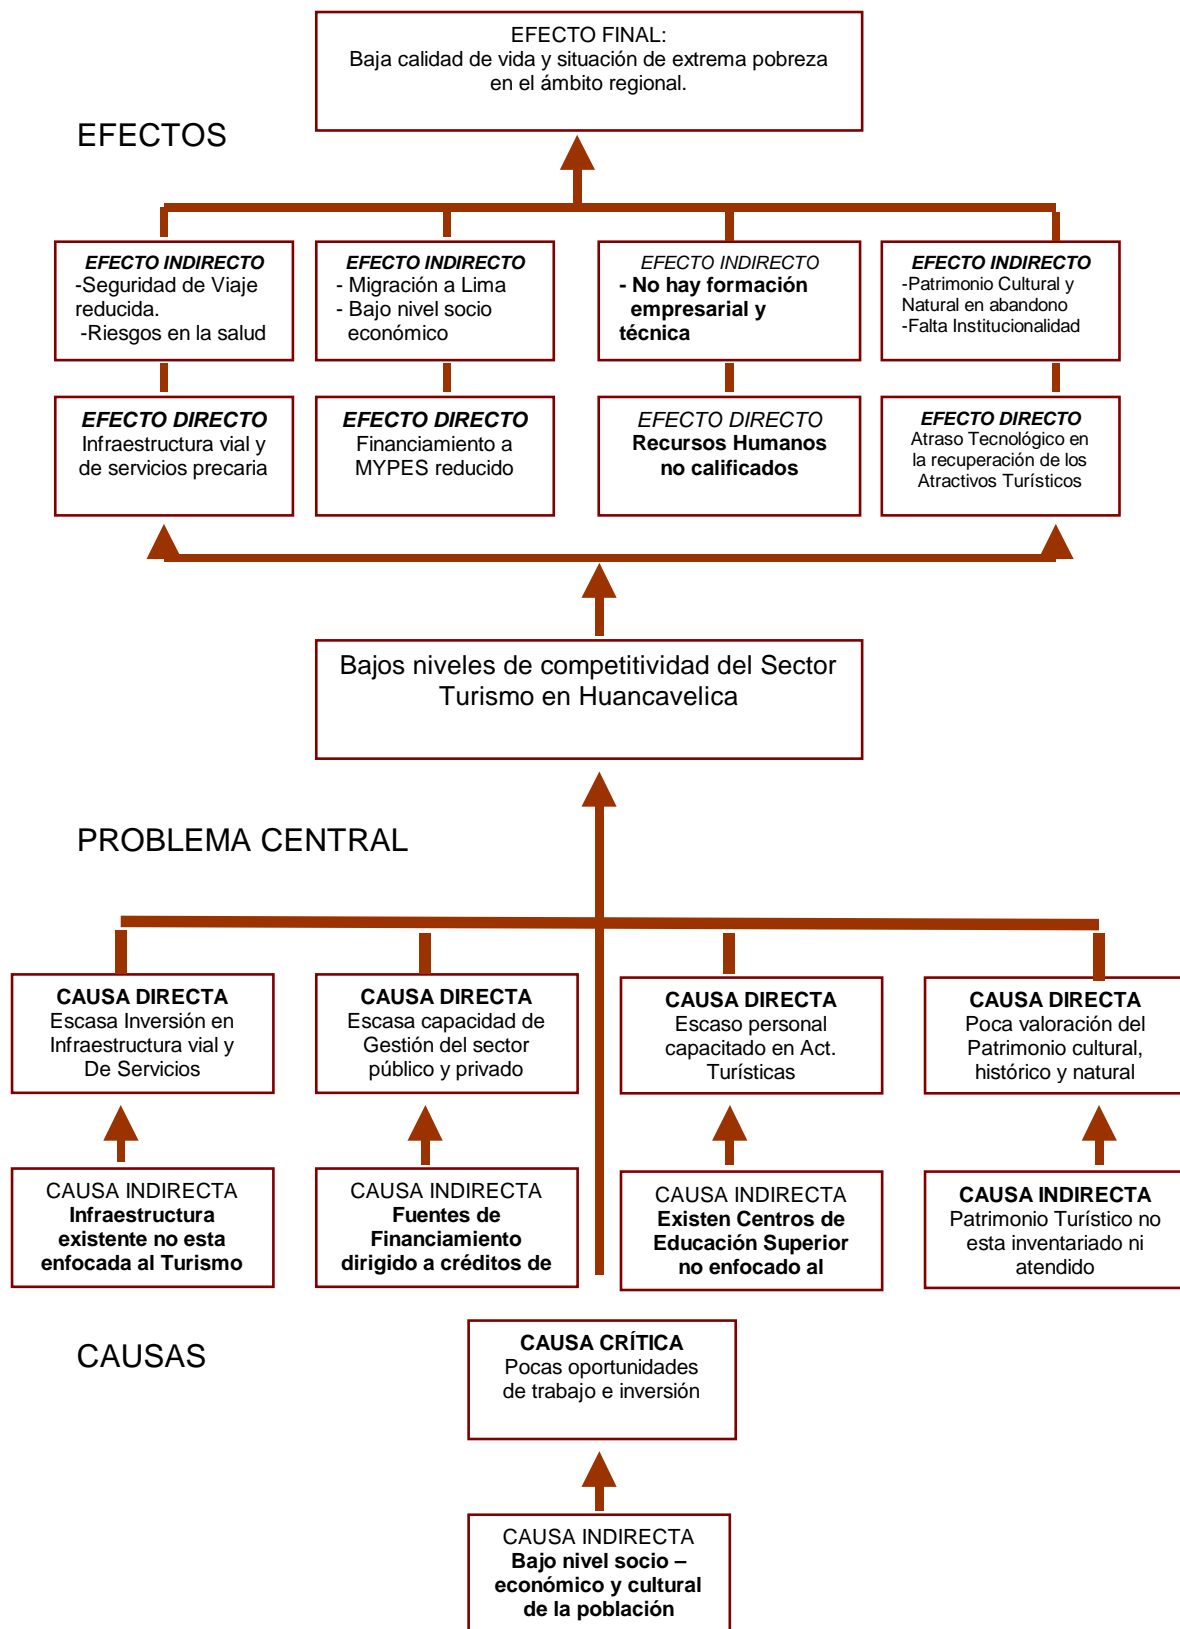 EFECTO FINAL:
Baja calidad de vida y situación de extrema pobreza
en el ámbito regional.
EFECTOS
EFECTO INDIRECTO
-Seguridad de Viaje
reducida.
-Riesgos en la salud
EFECTO INDIRECTO
- Migración a Lima
- Bajo nivel socio
económico
EFECTO INDIRECTO
- No hay formación
empresarial y
técnica
EFECTO INDIRECTO
-Patrimonio Cultural y
Natural en abandono
-Falta Institucionalidad
EFECTO DIRECTO
Infraestructura vial y
de servicios precaria
EFECTO DIRECTO
Financiamiento a
MYPES reducido
EFECTO DIRECTO
Recursos Humanos
no calificados
EFECTO DIRECTO
Atraso Tecnológico en
la recuperación de los
Atractivos Turísticos
Bajos niveles de competitividad del Sector
Turismo en Huancavelica
PROBLEMA CENTRAL
CAUSA DIRECTA
Escasa Inversión en
Infraestructura vial y
De Servicios
CAUSA DIRECTA
Escasa capacidad de
Gestión del sector
público y privado
CAUSA DIRECTA
Escaso personal
capacitado en Act.
Turísticas
CAUSA DIRECTA
Poca valoración del
Patrimonio cultural,
histórico y natural
CAUSA INDIRECTA
Infraestructura
existente no esta
enfocada al Turismo
CAUSA INDIRECTA
Fuentes de
Financiamiento
dirigido a créditos de
CAUSA INDIRECTA
Existen Centros de
Educación Superior
no enfocado al
CAUSA INDIRECTA
Patrimonio Turístico no
esta inventariado ni
atendido
CAUSAS
CAUSA CRÍTICA
Pocas oportunidades
de trabajo e inversión
CAUSA INDIRECTA
Bajo nivel socio –
económico y cultural
de la población